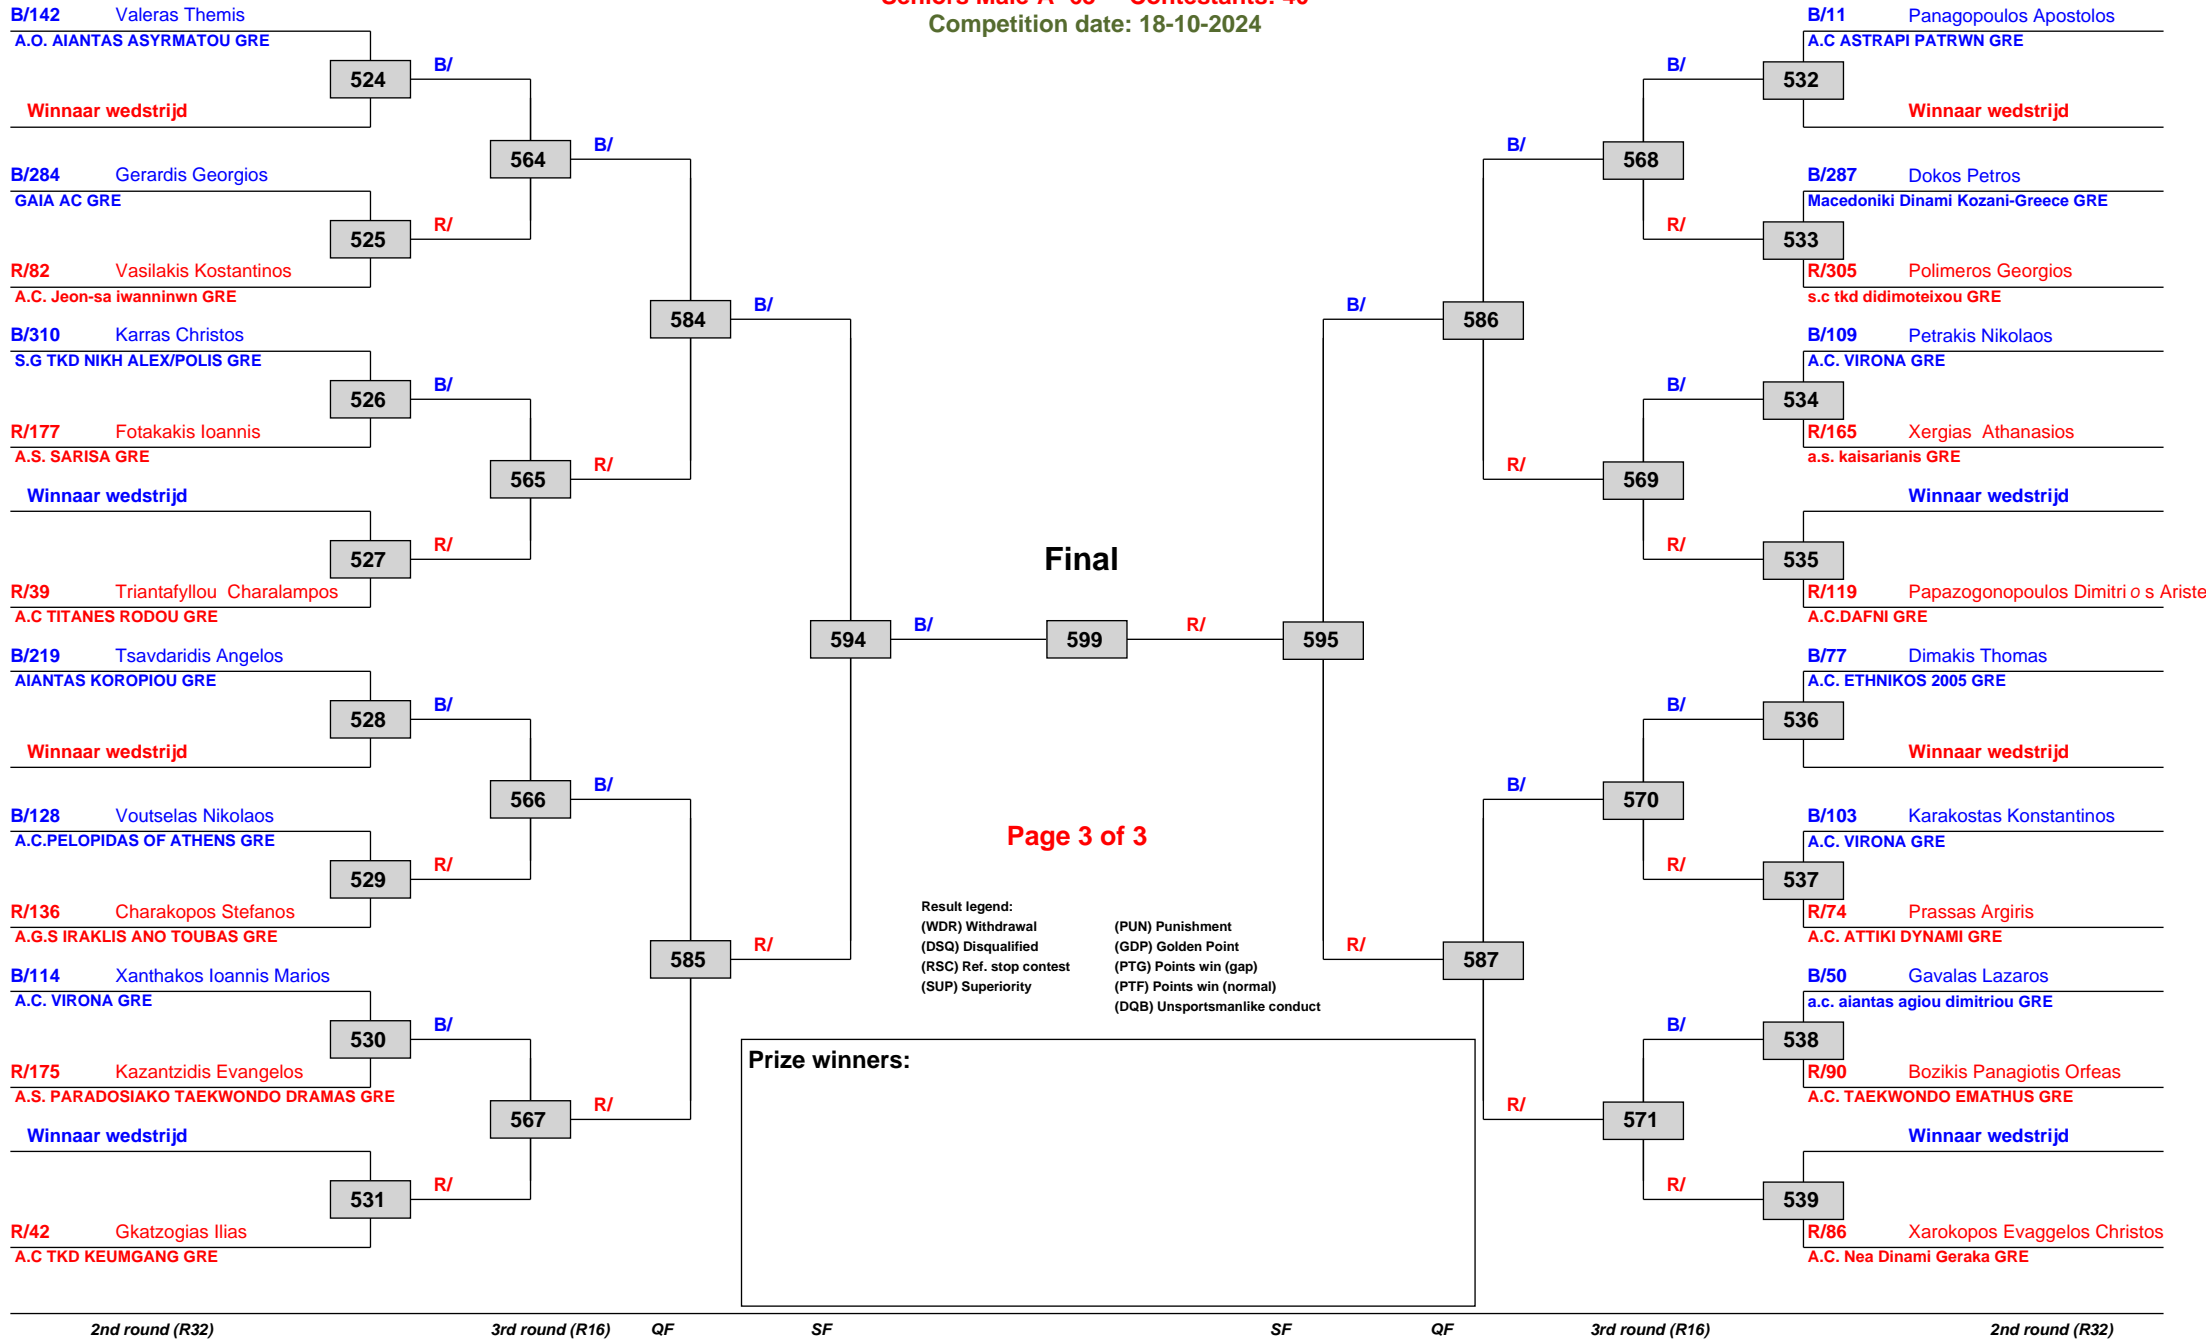 Competition date: 18-10-2024
B/142 Valeras Themis
A.O. AIANTAS ASYRMATOU GRE
524
B/
Winnaar wedstrijd
564
B/
B/284 Gerardis Georgios
GAIA AC GRE
525
R/
R/82 Vasilakis Kostantinos
A.C. Jeon-sa iwanninwn GRE
584
B/
B/310 Karras Christos
S.G TKD NIKH ALEX/POLIS GRE
526
B/
R/177 Fotakakis Ioannis
A.S. SARISA GRE
565
R/
Winnaar wedstrijd
527
R/
R/39 Triantafyllou Charalampos
A.C TITANES RODOU GRE
594
B/
B/219 Tsavdaridis Angelos
AIANTAS KOROPIOU GRE
528
B/
Winnaar wedstrijd
566
B/
B/128 Voutselas Nikolaos
A.C.PELOPIDAS OF ATHENS GRE
529
R/
R/136 Charakopos Stefanos
A.G.S IRAKLIS ANO TOUBAS GRE
585
R/
B/114 Xanthakos Ioannis Marios
A.C. VIRONA GRE
530
B/
R/175 Kazantzidis Evangelos
A.S. PARADOSIAKO TAEKWONDO DRAMAS GRE
567
R/
Winnaar wedstrijd
531
R/
R/42 Gkatzogias Ilias
A.C TKD KEUMGANG GRE
Final
599
R/
Page 3 of 3
Result legend:
(WDR) Withdrawal (PUN) Punishment
(DSQ) Disqualified (GDP) Golden Point
(RSC) Ref. stop contest (PTG) Points win (gap)
(SUP) Superiority (PTF) Points win (normal)
(DQB) Unsportsmanlike conduct
Prize winners:
B/11 Panagopoulos Apostolos
A.C ASTRAPI PATRWN GRE
B/
532
Winnaar wedstrijd
B/
568
B/287 Dokos Petros
Macedoniki Dinami Kozani-Greece GRE
R/
533
R/305 Polimeros Georgios
s.c tkd didimoteixou GRE
B/
586
B/109 Petrakis Nikolaos
A.C. VIRONA GRE
B/
534
R/165 Xergias Athanasios
a.s. kaisarianis GRE
R/
569
Winnaar wedstrijd
R/
535
R/119 Papazogonopoulos Dimitri o s Ariste
A.C.DAFNI GRE
595
B/77 Dimakis Thomas
A.C. ETHNIKOS 2005 GRE
B/
536
Winnaar wedstrijd
B/
570
B/103 Karakostas Konstantinos
A.C. VIRONA GRE
R/
537
R/74 Prassas Argiris
A.C. ATTIKI DYNAMI GRE
R/
587
B/50 Gavalas Lazaros
a.c. aiantas agiou dimitriou GRE
B/
538
R/90 Bozikis Panagiotis Orfeas
A.C. TAEKWONDO EMATHUS GRE
R/
571
Winnaar wedstrijd
R/
539
R/86 Xarokopos Evaggelos Christos
A.C. Nea Dinami Geraka GRE
2nd round (R32) 3rd round (R16) QF SF SF QF 3rd round (R16) 2nd round (R32)